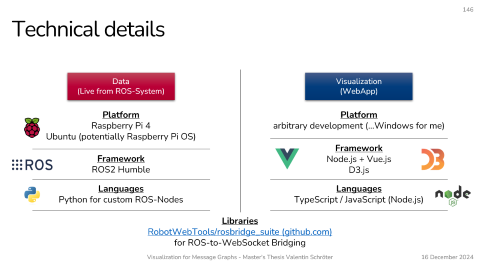 146
Technical details
Data
(Live from ROS-System)
Platform
Raspberry Pi 4
Ubuntu (potentially Raspberry Pi OS)
ROS
Framework
ROS2 Humble
Languages
Python for custom ROS-Nodes
Visualization
(WebApp)
Platform
arbitrary development (...Windows for me)
Framework
Node.js + Vue.js
D3.js
Languages
TypeScript / JavaScript (Node.js)
node
JS
Libraries
RobotWebTools/rosbridge_suite (github.com)
for ROS-to-WebSocket Bridging
Visualization for Message Graphs – Master's Thesis Valentin Schröter
16 December 2024